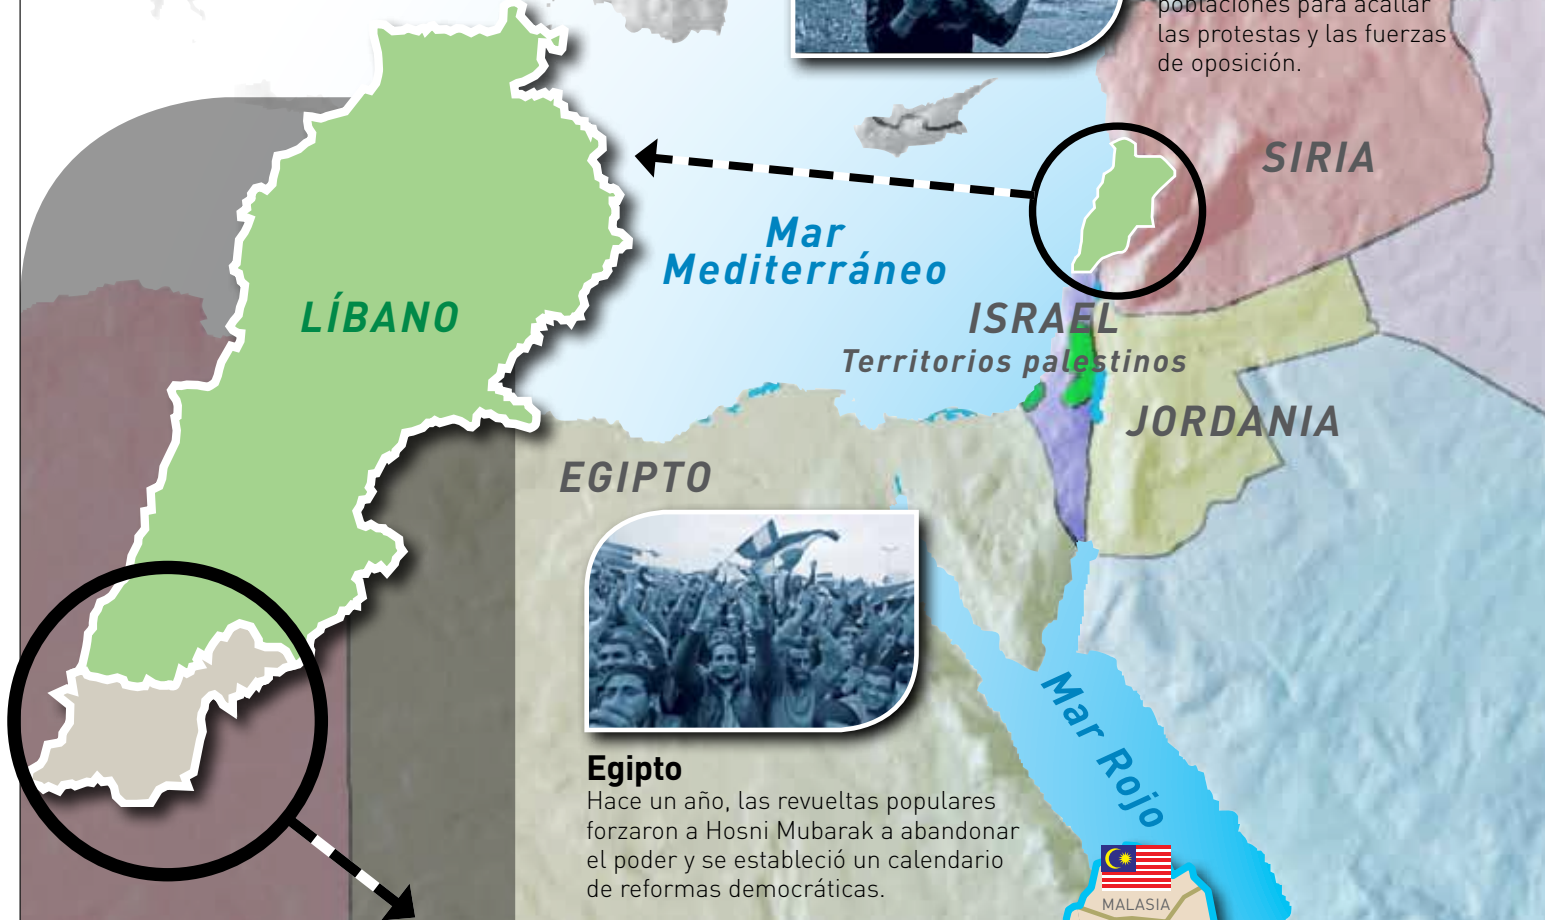 poblaciones para acallar
las protestas y las fuerzas
de oposición.
SIRIA
Mar
Mediterráneo
LÍBANO
ISRAEL
Territorios palestinos
JORDANIA
EGIPTO
Mar Rojo
Egipto
Hace un año, las revueltas populares
forzaron a Hosni Mubarak a abandonar
el poder y se estableció un calendario
de reformas democráticas.
MALASIA